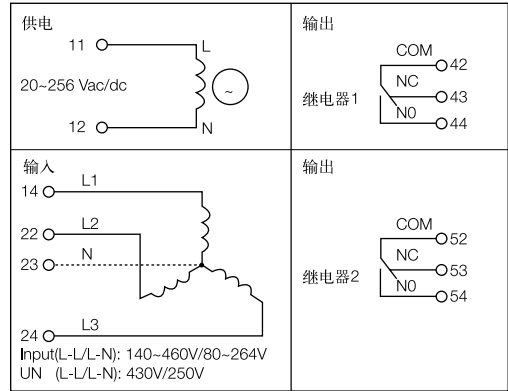 供电
11
L
20~256 Vac/dc
~
12
N
输出
COM
42
NC
继电器1
43
N0
44
输入
14
L1
22
L2
23
N
24
L3
Input(L-L/L-N): 140~460V/80~264V
UN (L-L/L-N): 430V/250V
输出
COM
52
NC
继电器2
53
N0
54